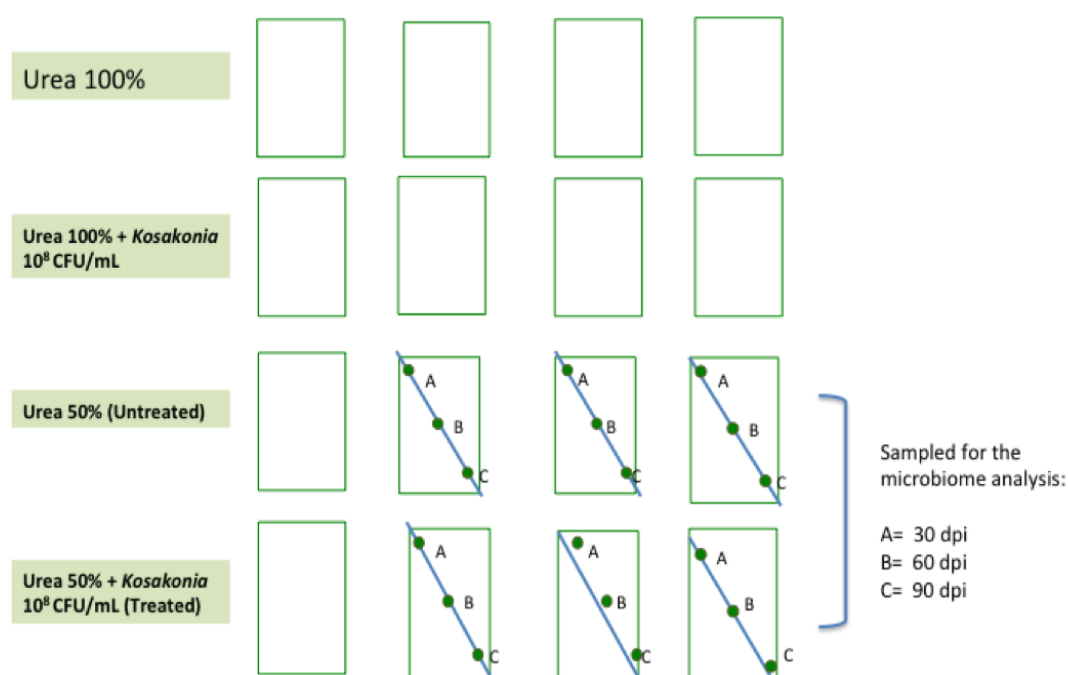 Urea 100%
Urea 100% + Kosakonia
10⁸ CFU/mL
Urea 50% (Untreated)
A
A
A
B
B
B
C
C
C
Sampled for the
microbiome analysis:
A= 30 dpi
B= 60 dpi
C= 90 dpi
Urea 50% + Kosakonia
10⁸ CFU/mL (Treated)
A
A
A
B
B
B
C
C
C